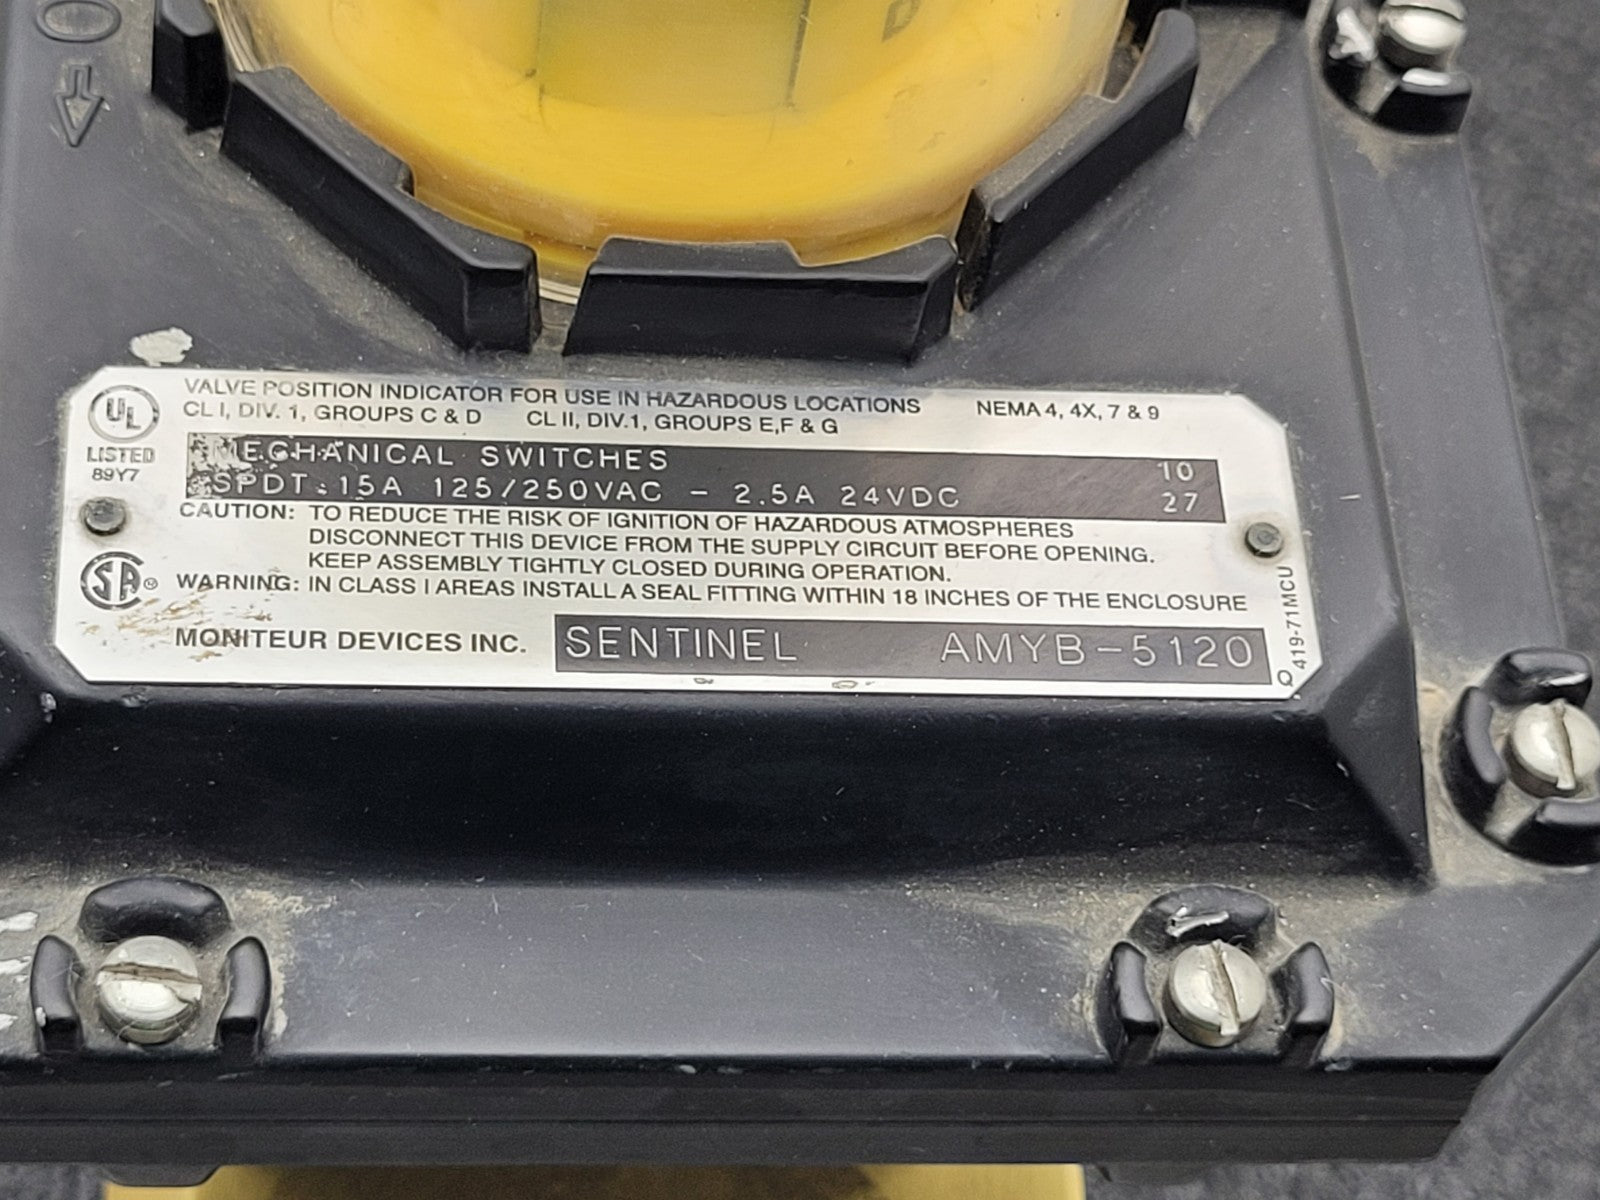 UL
LISTED
89Y7
VALVE POSITION INDICATOR FOR USE IN HAZARDOUS LOCATIONS NEMA 4, 4X, 7 & 9
CL I, DIV. 1, GROUPS C & D CL II, DIV.1, GROUPS E,F & G
MECHANICAL SWITCHES 10
SPDT: 15A 125/250VAC - 2.5A 24VDC 27
CAUTION: TO REDUCE THE RISK OF IGNITION OF HAZARDOUS ATMOSPHERES
DISCONNECT THIS DEVICE FROM THE SUPPLY CIRCUIT BEFORE OPENING.
KEEP ASSEMBLY TIGHTLY CLOSED DURING OPERATION.
SA®
WARNING: IN CLASS I AREAS INSTALL A SEAL FITTING WITHIN 18 INCHES OF THE ENCLOSURE
MONITEUR DEVICES INC. SENTINEL AMYB-5120
Q 419-71MCU